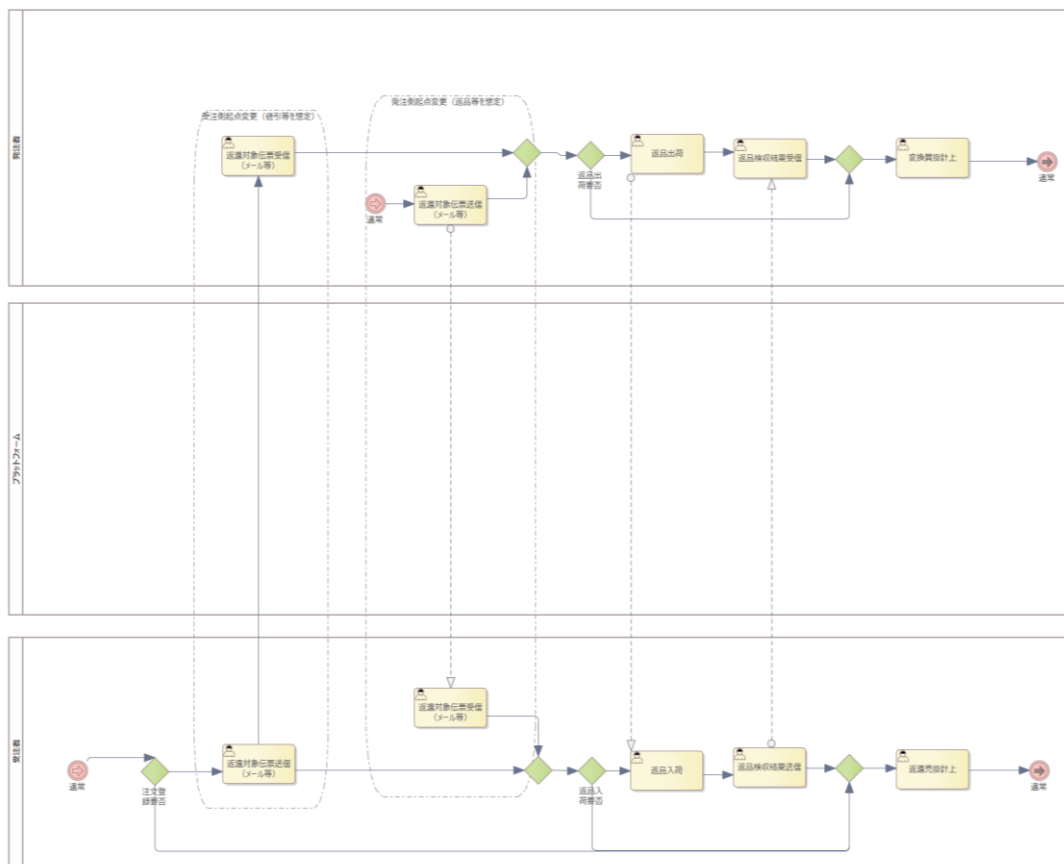 発注者
受注側起点変更（値引等を想定）
発注側起点変更（返品等を想定）
返還対象伝票受信
（メール等）
通常
返還対象伝票送信
（メール等）
返品出
荷要否
返品出荷
返品検収結果受信
変換買掛計上
通常
プラットフォーム
受注者
通常
注文登
録要否
返還対象伝票送信
（メール等）
返還対象伝票受信
（メール等）
返品入
荷要否
返品入荷
返品検収結果送信
返還売掛計上
通常